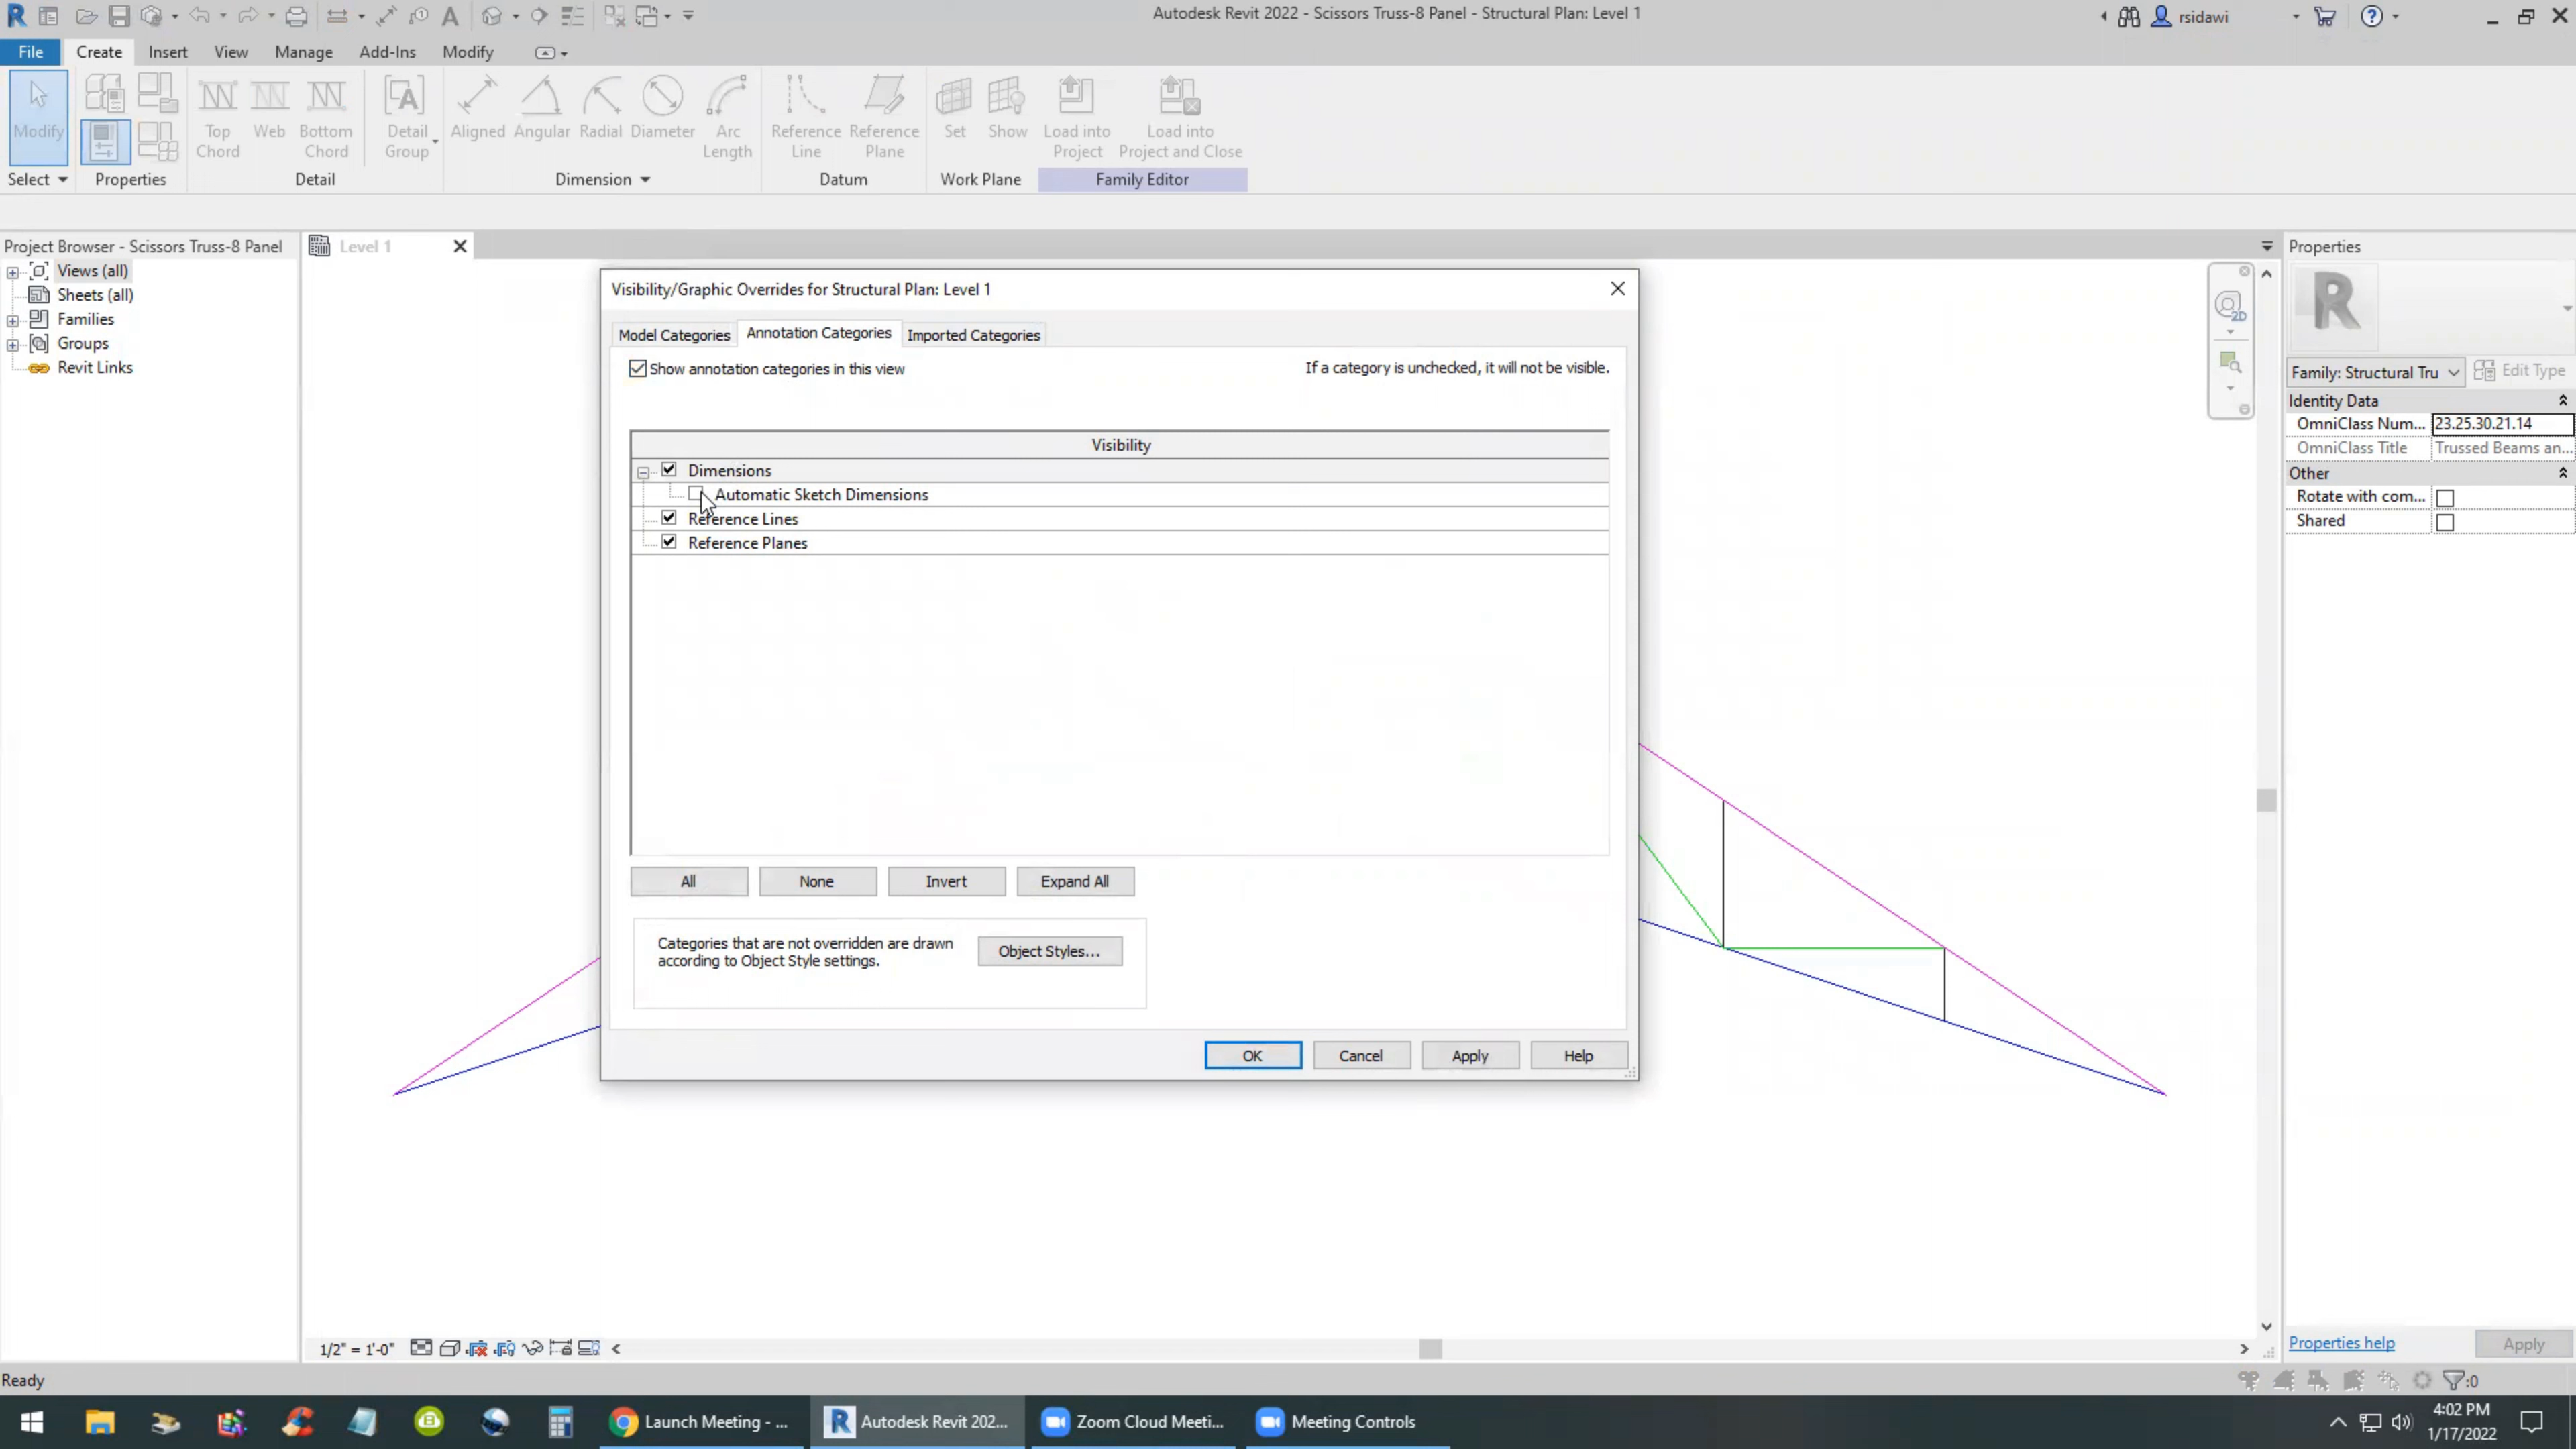 Autodesk Revit 2022 - Scissors Truss-8 Panel - Structural Plan: Level 1
rsidawi
File Create Insert View Manage Add-Ins Modify
Modify
Top Chord
Web
Bottom Chord
Detail Group
Aligned
Angular
Radial
Diameter
Arc Length
Reference Line
Reference Plane
Set
Show
Load into Project
Load into Project and Close
Select Properties Detail Dimension Datum Work Plane Family Editor
Project Browser - Scissors Truss-8 Panel
Views (all)
Sheets (all)
Families
Groups
Revit Links
Level 1
Visibility/Graphic Overrides for Structural Plan: Level 1
Model Categories Annotation Categories Imported Categories
Show annotation categories in this view
If a category is unchecked, it will not be visible.
Visibility
Dimensions
Automatic Sketch Dimensions
Reference Lines
Reference Planes
All None Invert Expand All
Categories that are not overridden are drawn
according to Object Style settings.
Object Styles...
OK Cancel Apply Help
2D
Properties
R
Family: Structural Tru
Edit Type
Identity Data
OmniClass Num... 23.25.30.21.14
OmniClass Title Trussed Beams an...
Other
Rotate with com...
Shared
Properties help
Apply
1/2" = 1'-0"
Ready
:0
Launch Meeting - ...
Autodesk Revit 202...
Zoom Cloud Meeti...
Meeting Controls
4:02 PM
1/17/2022